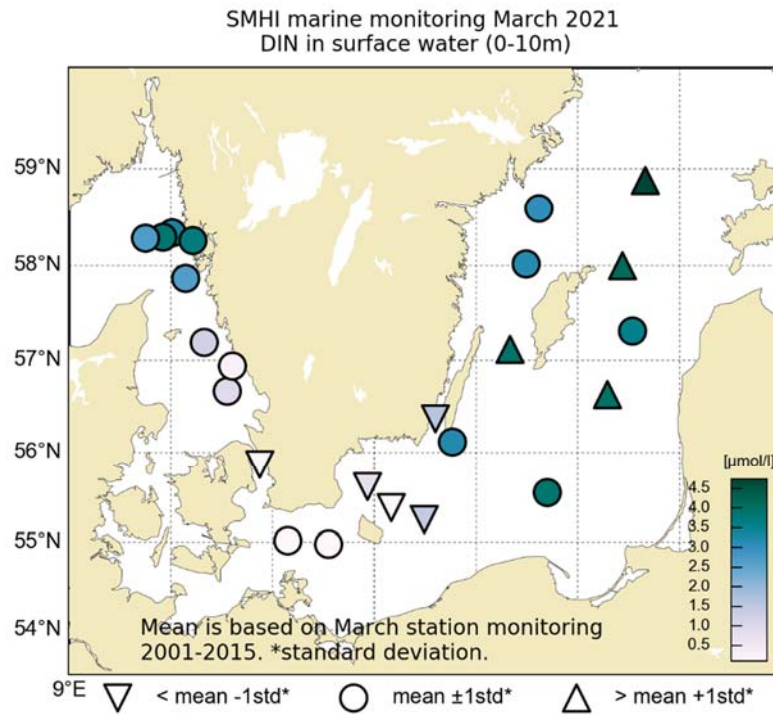 SMHI marine monitoring March 2021
DIN in surface water (0-10m)
59°N
58°N
57°N
56°N
55°N
54°N
9°E
[µmol/l]
4.5
4.0
3.5
3.0
2.5
2.0
1.5
1.0
0.5
Mean is based on March station monitoring
2001-2015. *standard deviation.
< mean -1std* mean ±1std* > mean +1std*